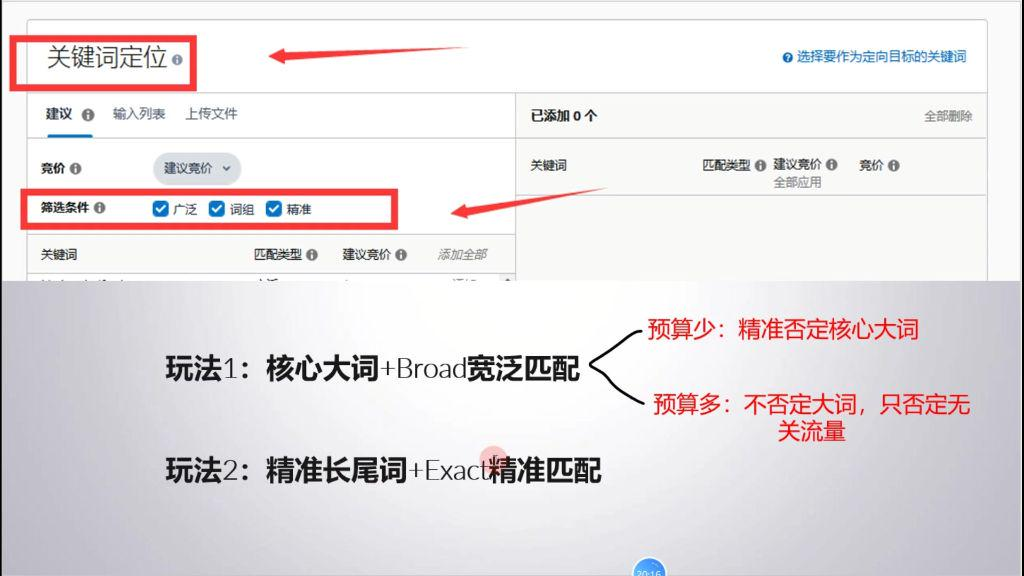 关键词定位
选择要作为定向目标的关键词
建议 输入列表 上传文件
已添加 0 个 全部删除
竞价 建议竞价
关键词 匹配类型 建议竞价 竞价
全部应用
筛选条件 广泛 词组 精准
关键词 匹配类型 建议竞价 添加全部
预算少：精准否定核心大词
玩法1：核心大词+Broad宽泛匹配
预算多：不否定大词，只否定无
关流量
玩法2：精准长尾词+Exact精准匹配
20:16